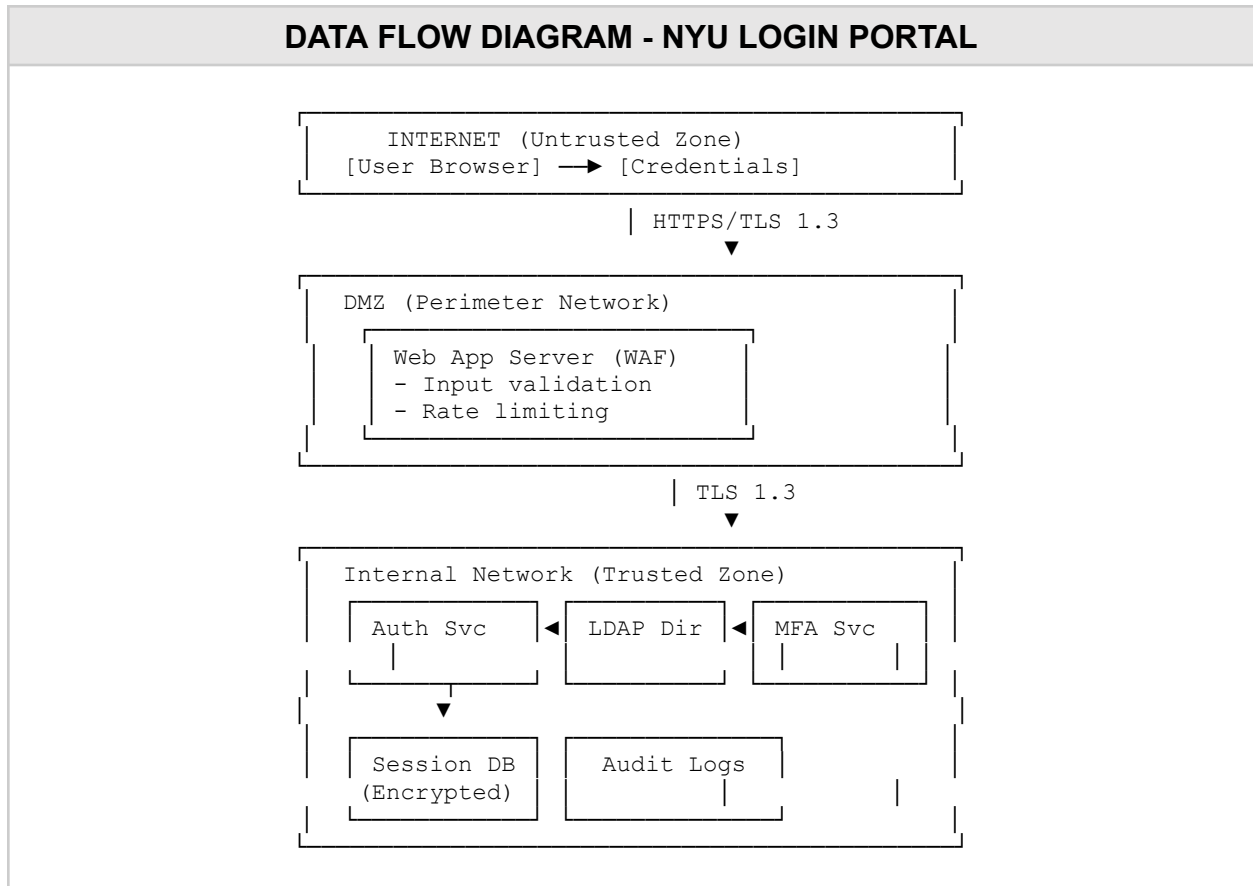 DATA FLOW DIAGRAM - NYU LOGIN PORTAL
INTERNET (Untrusted Zone)
[User Browser] ──► [Credentials]
HTTPS/TLS 1.3
DMZ (Perimeter Network)
Web App Server (WAF)
- Input validation
- Rate limiting
TLS 1.3
Internal Network (Trusted Zone)
Auth Svc ◄ LDAP Dir ◄ MFA Svc
Session DB Audit Logs
(Encrypted)